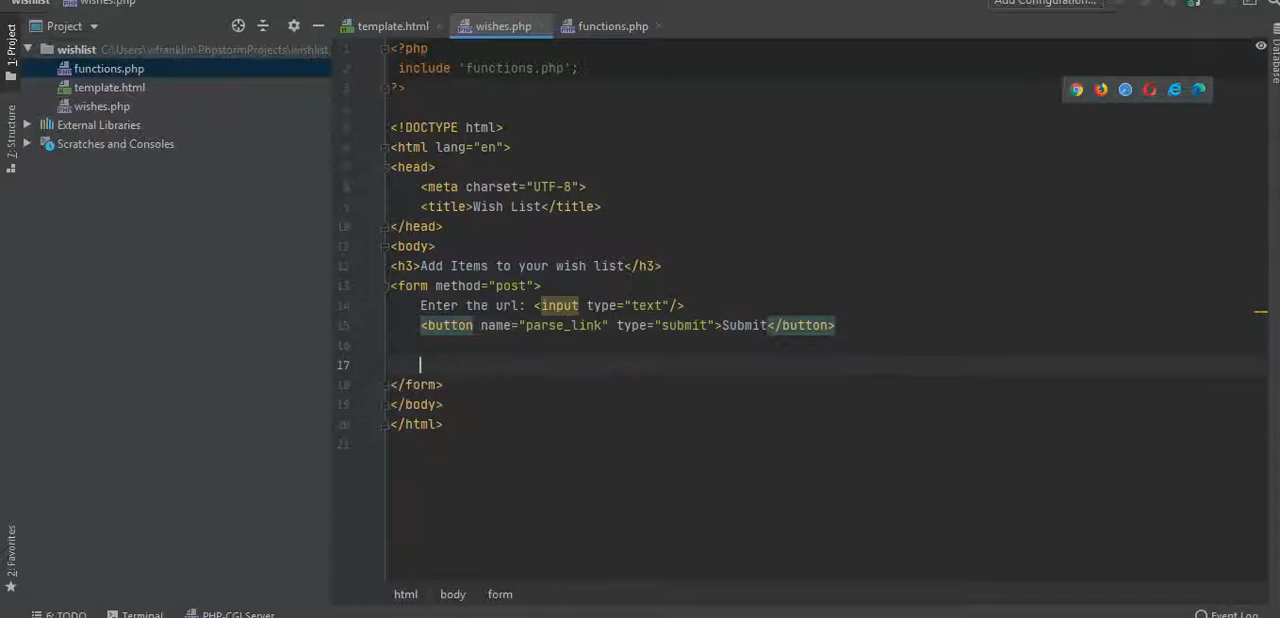 wishlist wishes.php Add Configuration...
Project template.html wishes.php functions.php
1: Project
wishlist C:\Users\wfranklin\PhpstormProjects\wishlist
functions.php
template.html
wishes.php
External Libraries
Scratches and Consoles
Z: Structure
2: Favorites
Database
1 <?php
2 include 'functions.php';
3 ?>
<!DOCTYPE html>
<html lang="en">
<head>
8 <meta charset="UTF-8">
9 <title>Wish List</title>
10 </head>
11 <body>
12 <h3>Add Items to your wish list</h3>
13 <form method="post">
14 Enter the url: <input type="text"/>
15 <button name="parse_link" type="submit">Submit</button>
16
17
18 </form>
19 </body>
20 </html>
21
html body form
6: TODO Terminal PHP-CGI Server Event Log